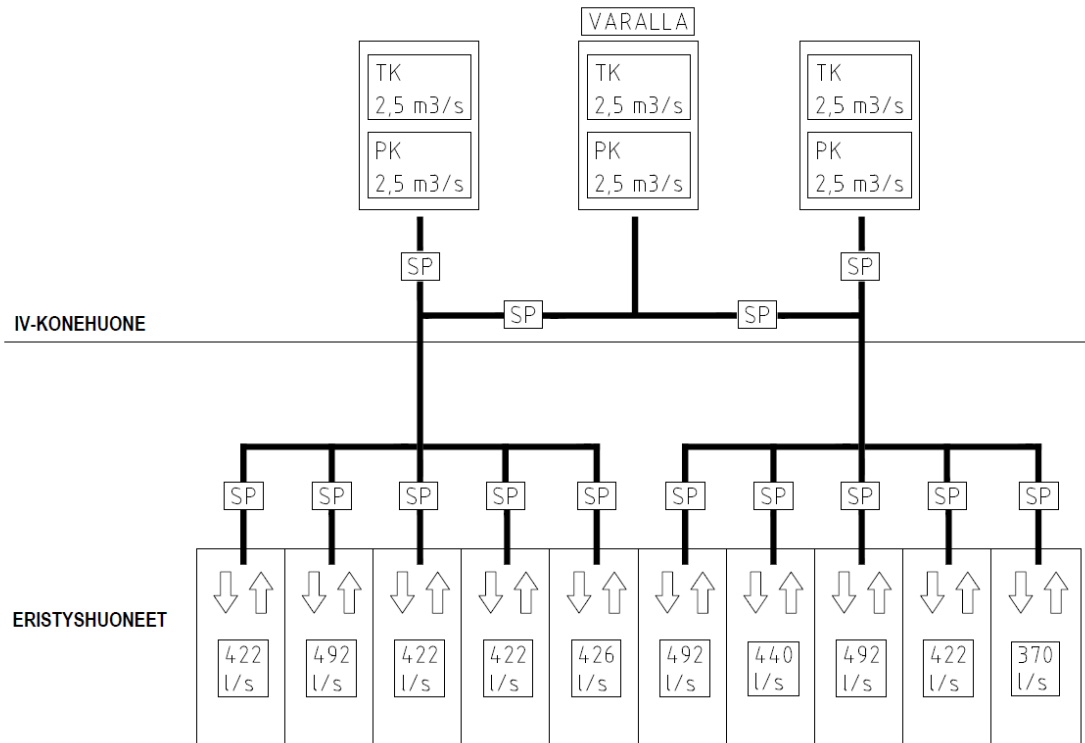 VARALLA
TK
2,5 m3/s
PK
2,5 m3/s
TK
2,5 m3/s
PK
2,5 m3/s
TK
2,5 m3/s
PK
2,5 m3/s
SP
SP
SP
SP
IV-KONEHUONE
SP
SP
SP
SP
SP
SP
SP
SP
SP
SP
ERISTYSHUONEET
422
l/s
492
l/s
422
l/s
422
l/s
426
l/s
492
l/s
440
l/s
492
l/s
422
l/s
370
l/s